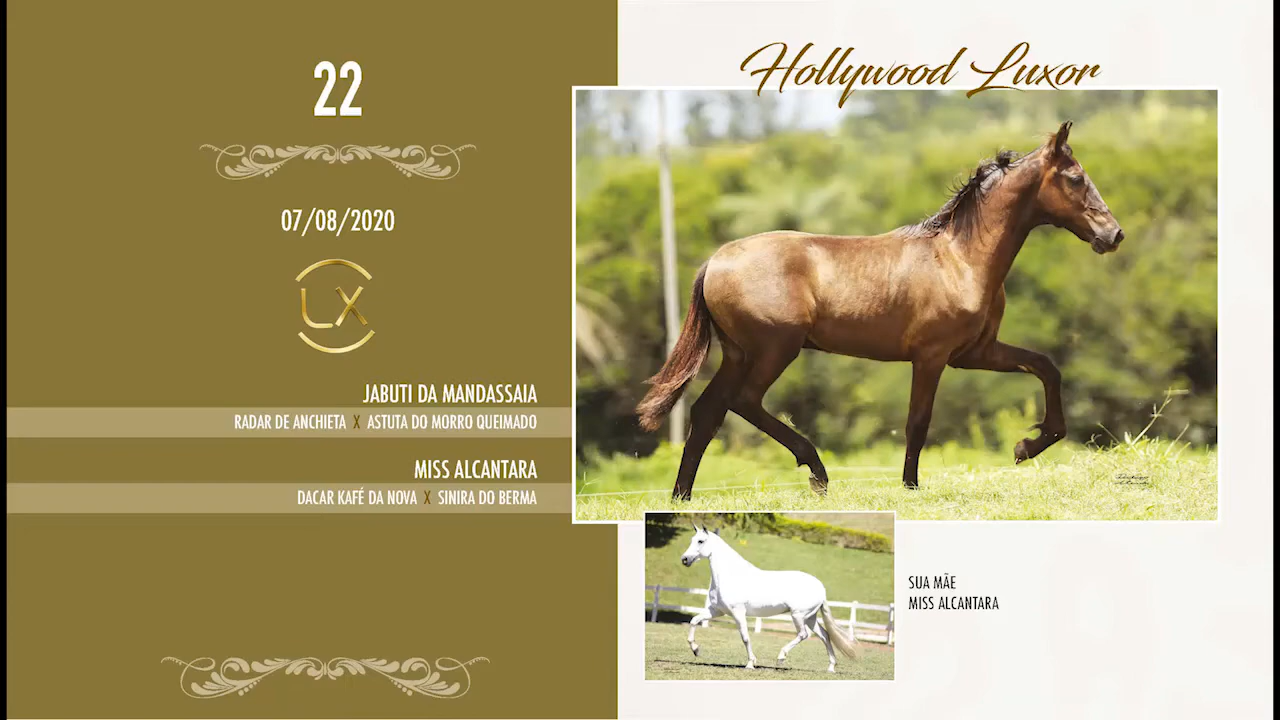 22
07/08/2020
LX
JABUTI DA MANDASSAIA
RADAR DE ANCHIETA X ASTUTA DO MORRO QUEIMADO
MISS ALCANTARA
DACAR KAFÉ DA NOVA X SINIRA DO BERMA
Hollywood Luxor
SUA MÃE
MISS ALCANTARA